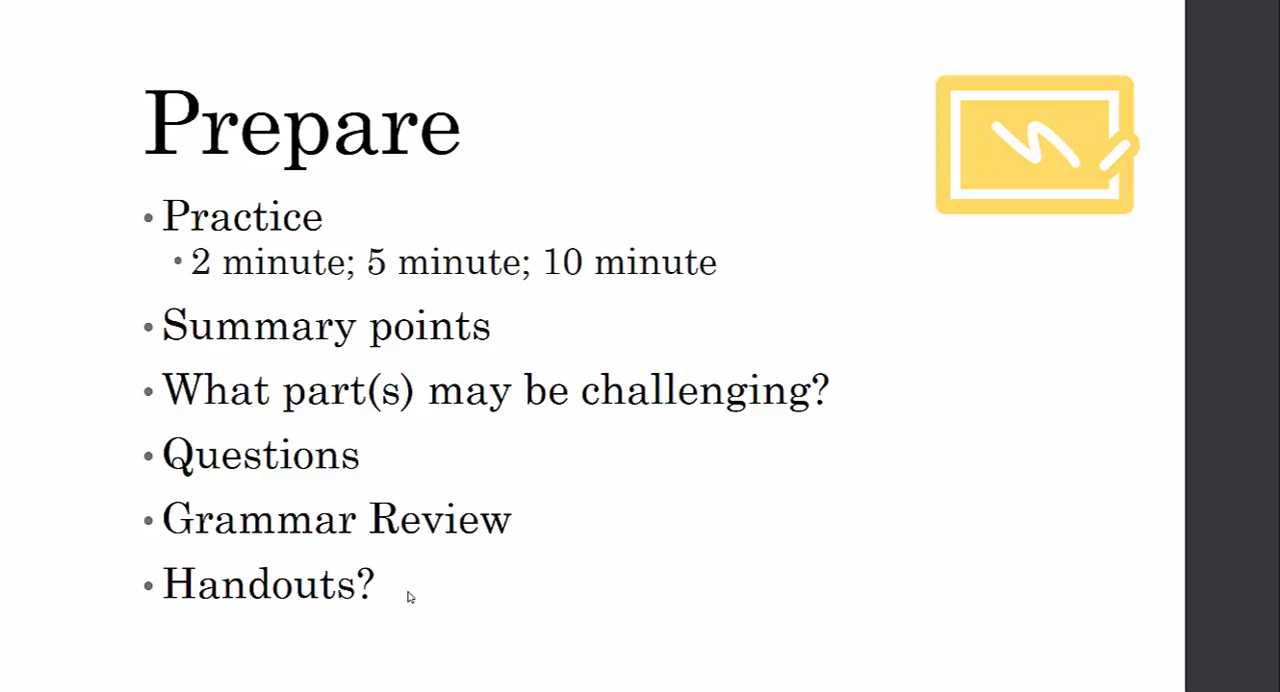 Prepare
• Practice
• 2 minute; 5 minute; 10 minute
• Summary points
• What part(s) may be challenging?
• Questions
• Grammar Review
• Handouts?